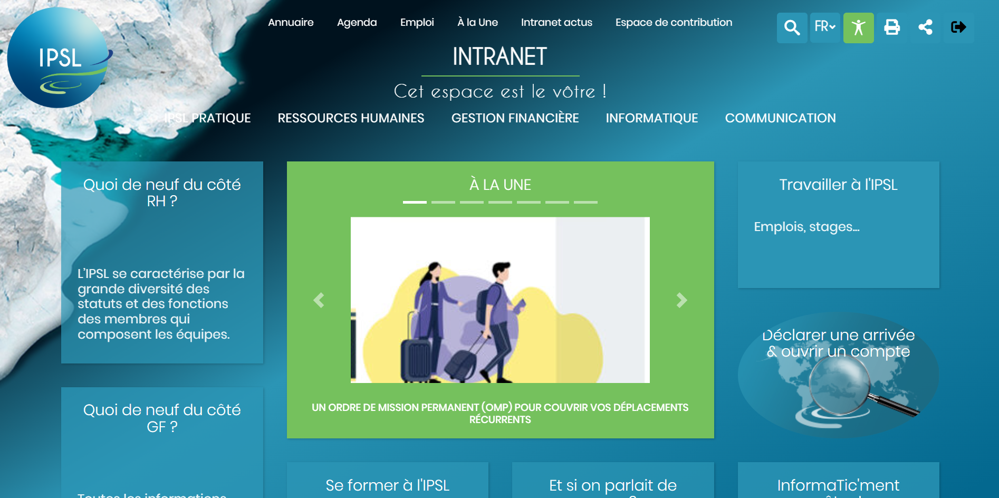 IPSL
Annuaire
Agenda
Emploi
À la Une
Intranet actus
Espace de contribution
FR
INTRANET
Cet espace est le vôtre !
IPSL PRATIQUE
RESSOURCES HUMAINES
GESTION FINANCIÈRE
INFORMATIQUE
COMMUNICATION
Quoi de neuf du côté
RH ?
L'IPSL se caractérise par la
grande diversité des
statuts et des fonctions
des membres qui
composent les équipes.
Quoi de neuf du côté
GF ?
Toutes les informations
À LA UNE
UN ORDRE DE MISSION PERMANENT (OMP) POUR COUVRIR VOS DÉPLACEMENTS
RÉCURRENTS
Travailler à l'IPSL
Emplois, stages...
Déclarer une arrivée
& ouvrir un compte
Se former à l'IPSL
Et si on parlait de
InformaTic'ment